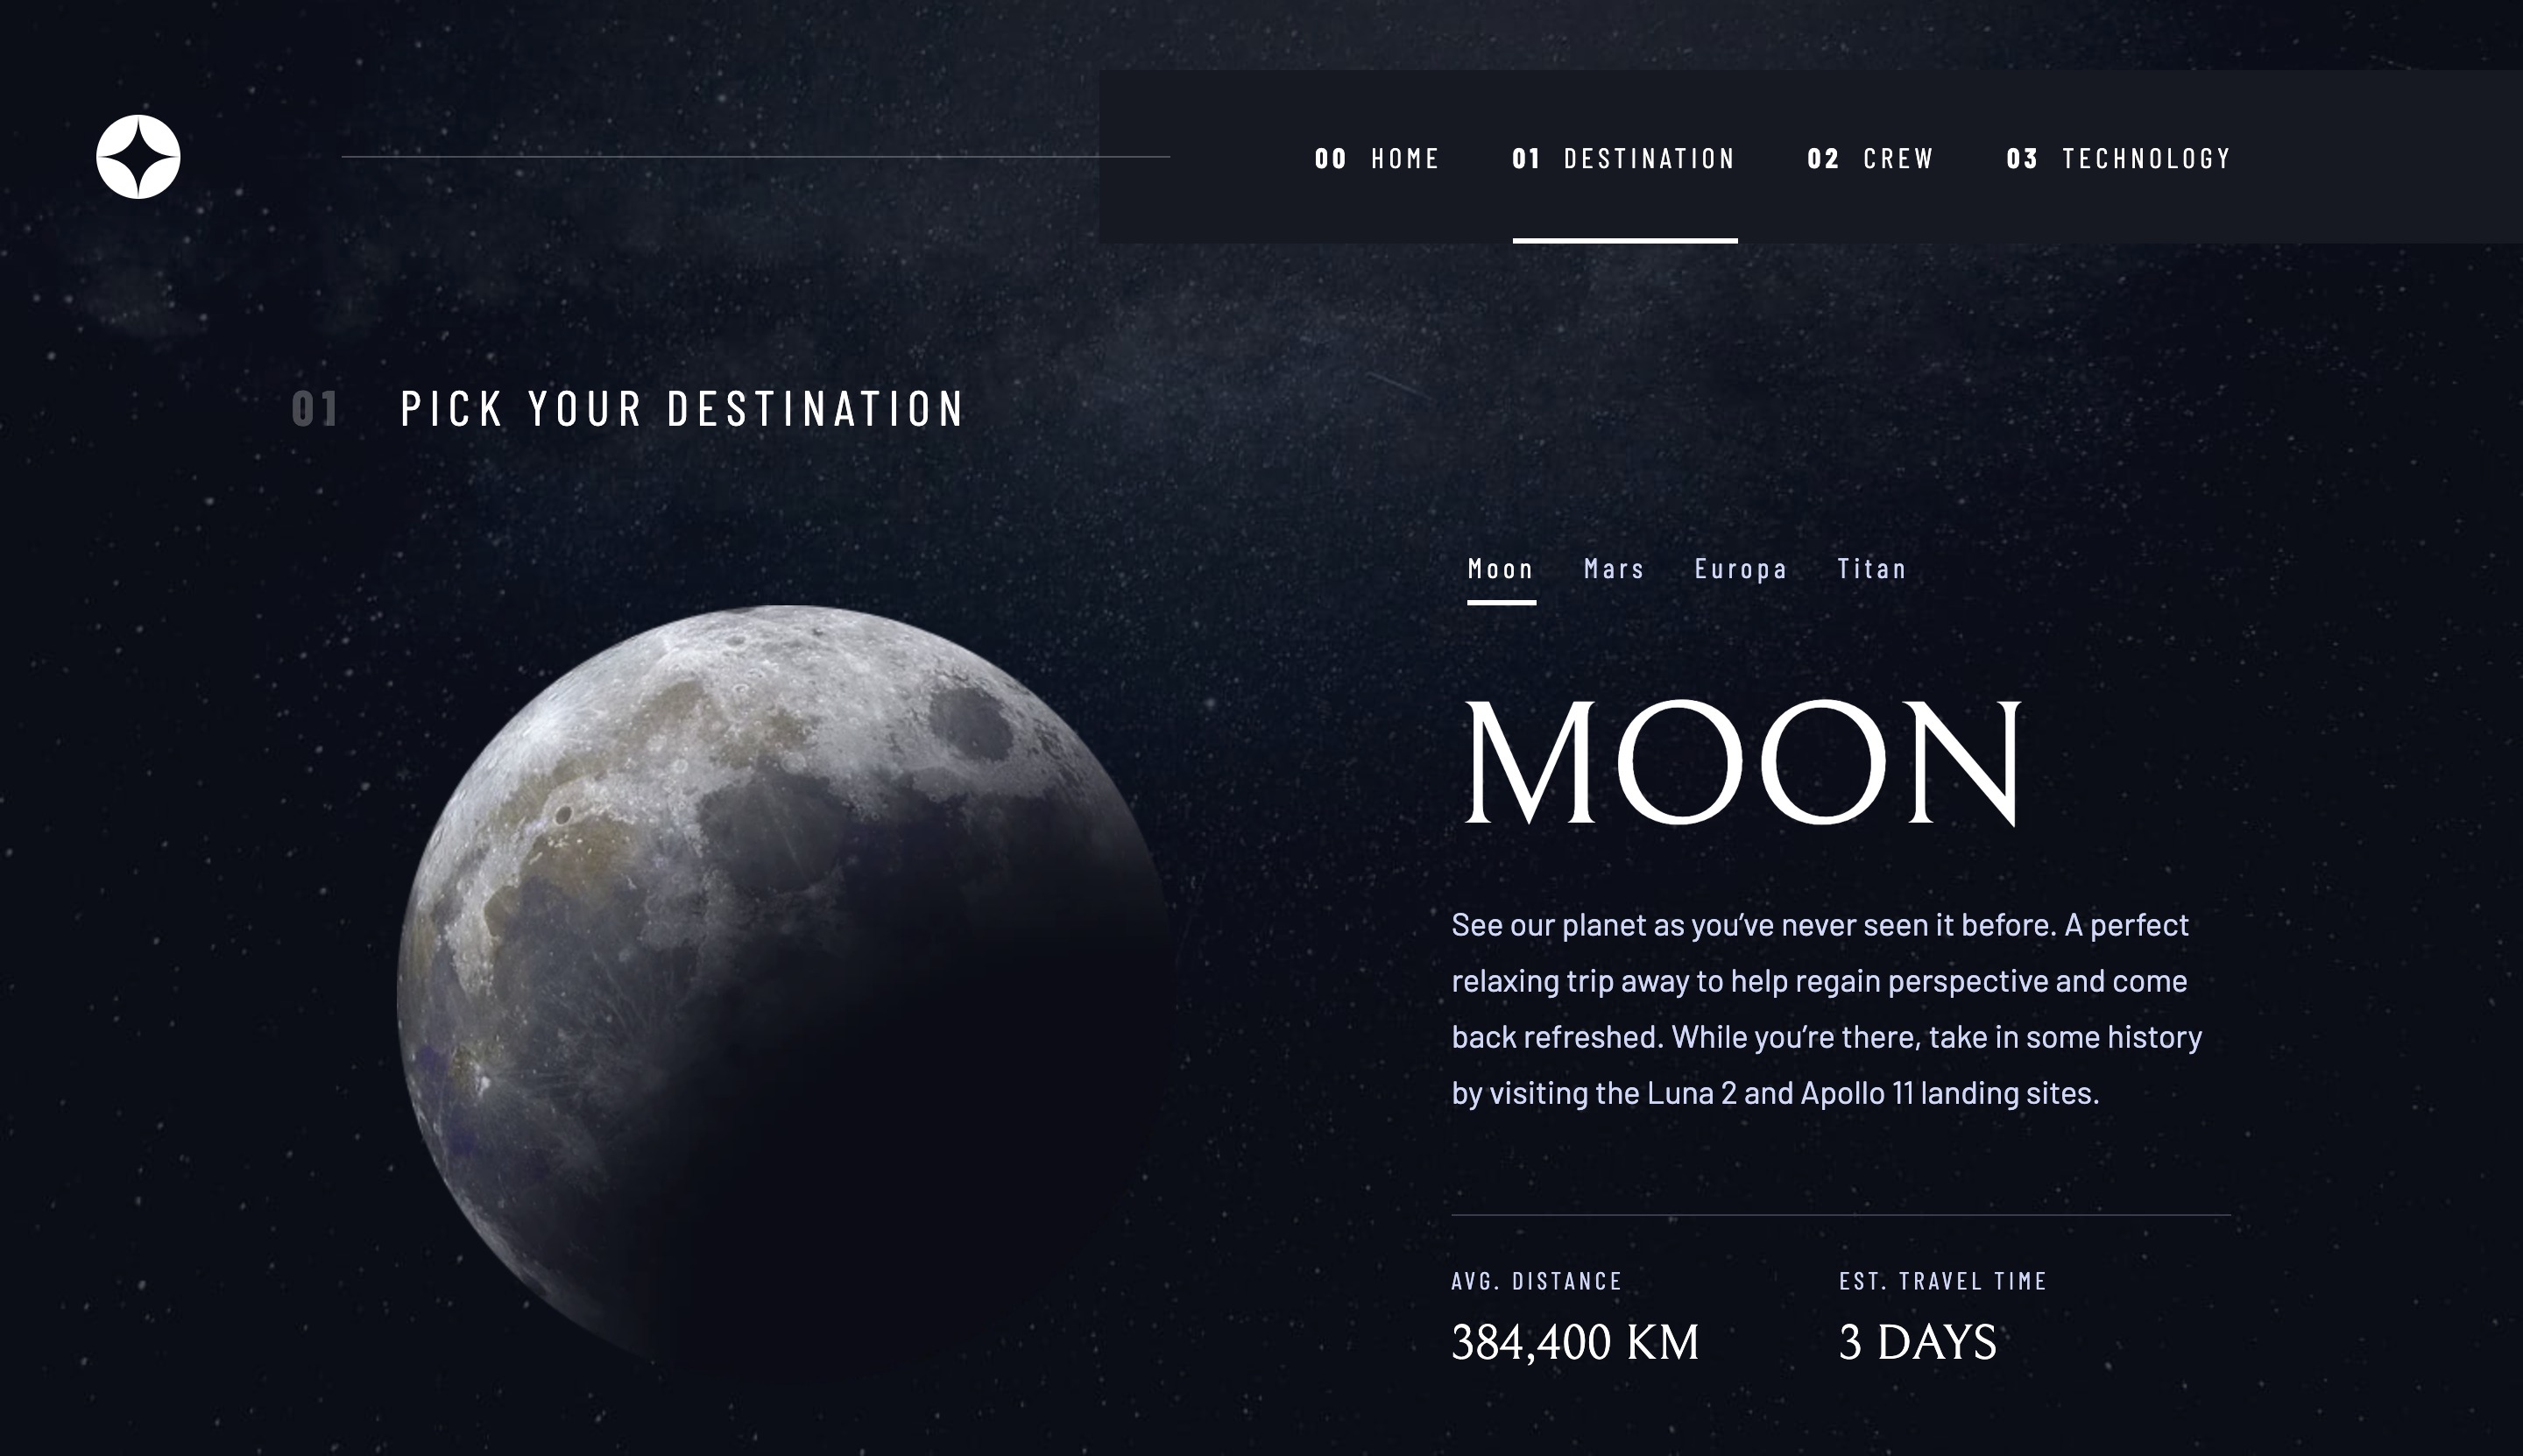 00 HOME 01 DESTINATION 02 CREW 03 TECHNOLOGY
01 PICK YOUR DESTINATION
Moon Mars Europa Titan
MOON
See our planet as you’ve never seen it before. A perfect
relaxing trip away to help regain perspective and come
back refreshed. While you’re there, take in some history
by visiting the Luna 2 and Apollo 11 landing sites.
AVG. DISTANCE EST. TRAVEL TIME
384,400 KM 3 DAYS